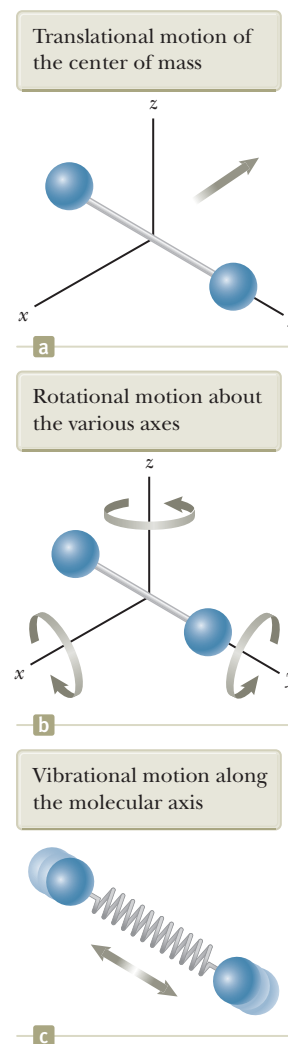 Translational motion of
the center of mass
z
x
a
Rotational motion about
the various axes
z
x
b
Vibrational motion along
the molecular axis
c